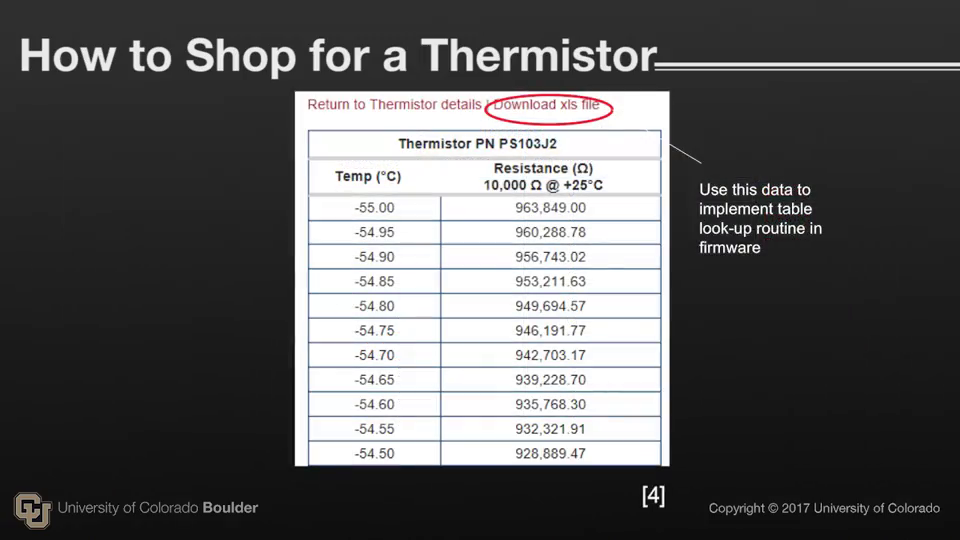 How to Shop for a Thermistor
Return to Thermistor details | Download xls file
Thermistor PN PS103J2
Temp (°C)
Resistance (Ω)
10,000 Ω @ +25°C
-55.00 963,849.00
-54.95 960,288.78
-54.90 956,743.02
-54.85 953,211.63
-54.80 949,694.57
-54.75 946,191.77
-54.70 942,703.17
-54.65 939,228.70
-54.60 935,768.30
-54.55 932,321.91
-54.50 928,889.47
Use this data to
implement table
look-up routine in
firmware
[4]
CU University of Colorado Boulder
Copyright © 2017 University of Colorado